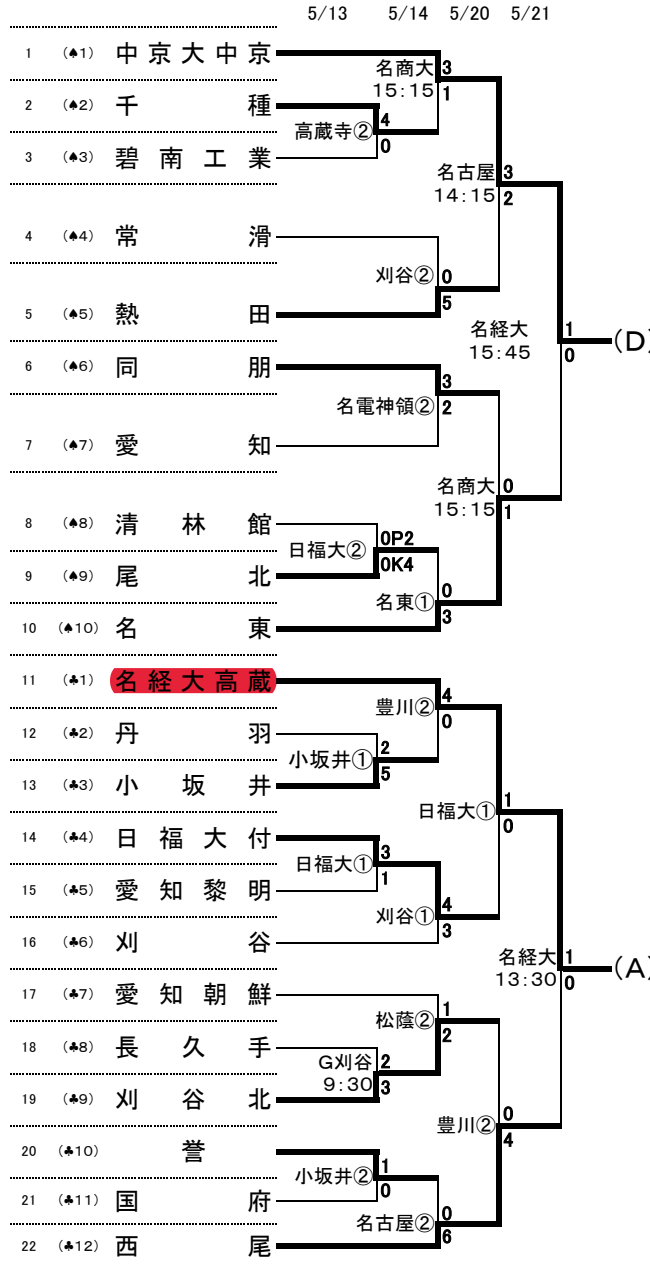 5/13 5/14 5/20 5/21
1 (♠1) 中京大中京
名商大 3
15:15 1
2 (♠2) 千種
高蔵寺② 4
0
3 (♠3) 碧南工業
名古屋 3
14:15 2
4 (♠4) 常滑
刈谷② 0
5
5 (♠5) 熱田
名経大 1
15:45 0
(D)
6 (♠6) 同朋
名電神領② 3
2
7 (♠7) 愛知
名商大 0
15:15 1
8 (♠8) 清林館
日福大② 0P2
0K4
9 (♠9) 尾北
名東① 0
3
10 (♠10) 名東
11 (♣1) 名経大高蔵
豊川② 4
0
12 (♣2) 丹羽
小坂井① 2
5
13 (♣3) 小坂井
日福大① 1
0
14 (♣4) 日福大付
日福大① 3
1
15 (♣5) 愛知黎明
刈谷① 4
3
16 (♣6) 刈谷
名経大 1
13:30 0
(A)
17 (♣7) 愛知朝鮮
松蔭② 1
2
18 (♣8) 長久手
G刈谷 2
9:30 3
19 (♣9) 刈谷北
豊川② 0
4
20 (♣10) 誉
小坂井② 1
0
21 (♣11) 国府
名古屋② 0
6
22 (♣12) 西尾